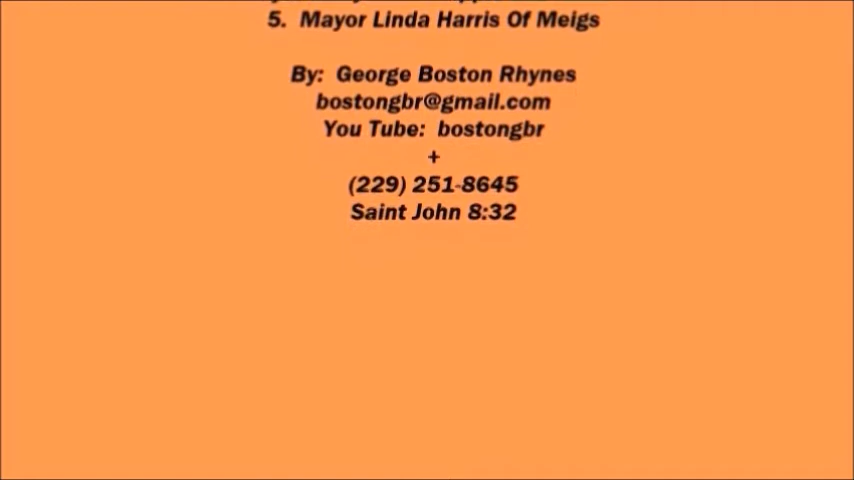 5. Mayor Linda Harris Of Meigs
By: George Boston Rhynes
bostongbr@gmail.com
You Tube: bostongbr
+
(229) 251-8645
Saint John 8:32